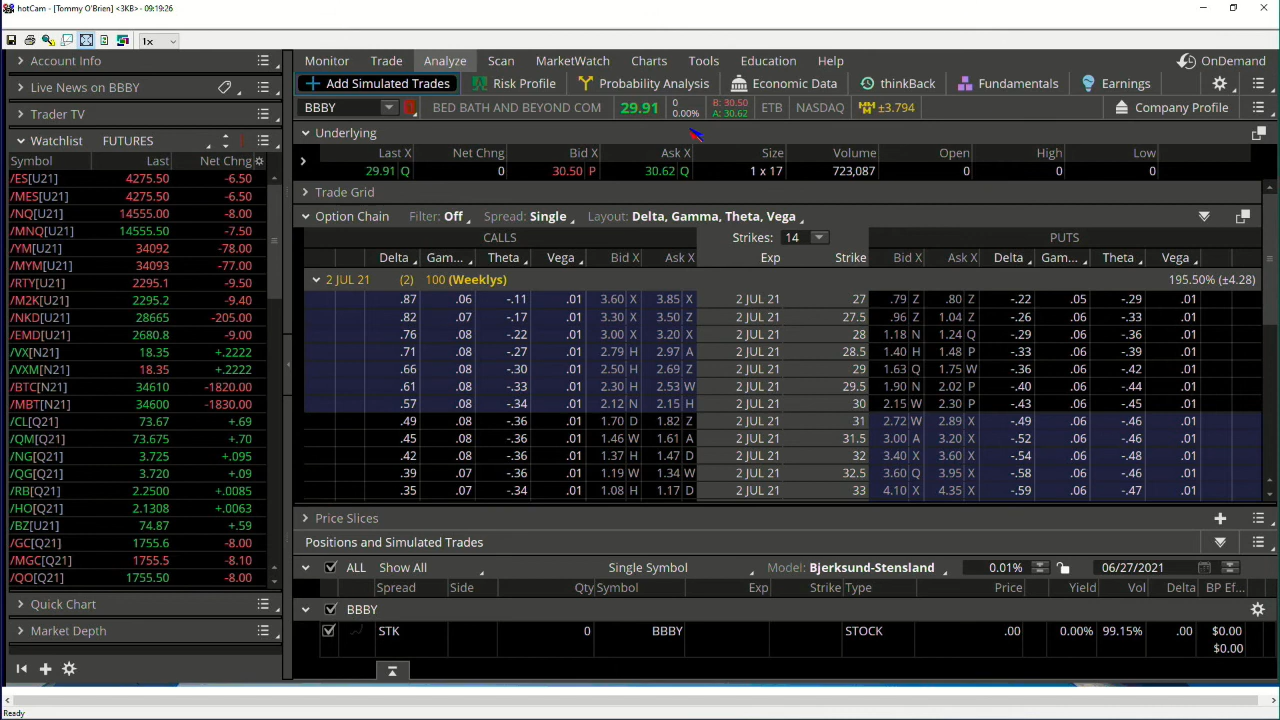 hotCam - [Tommy O'Brien] <3KB>- 09:19:26
1x
Account Info
Live News on BBBY
Trader TV
Watchlist FUTURES
Symbol Last Net Chng
/ES[U21] 4275.50 -6.50
/MES[U21] 4275.50 -6.50
/NQ[U21] 14555.00 -8.00
/MNQ[U21] 14555.00 -7.50
/YM[U21] 34092 -78.00
/MYM[U21] 34093 -77.00
/RTY[U21] 2295.1 -9.50
/M2K[U21] 2295.2 -9.40
/NKD[U21] 28665 -205.00
/EMD[U21] 2680.8 -9.00
/VX[N21] 18.35 +.2222
/VXM[N21] 18.35 +.2222
/BTC[N21] 34610 -1820.00
/MBT[N21] 34600 -1830.00
/CL[Q21] 73.67 +.69
/QM[Q21] 73.675 +.70
/NG[Q21] 3.725 +.095
/QG[Q21] 3.720 +.09
/RB[Q21] 2.2500 +.0085
/HO[Q21] 2.1308 +.0063
/BZ[U21] 74.87 +.59
/GC[Q21] 1755.6 -8.00
/MGC[Q21] 1755.5 -8.10
/QO[Q21] 1755.50 -8.00
Quick Chart
Market Depth
Monitor Trade Analyze Scan MarketWatch Charts Tools Education Help OnDemand
Add Simulated Trades Risk Profile Probability Analysis Economic Data thinkBack Fundamentals Earnings
BBBY BED BATH AND BEYOND COM 29.91 0 0.00% B: 30.50 A: 30.62 ETB NASDAQ ±3.794 Company Profile
Underlying
Last X Net Chng Bid X Ask X Size Volume Open High Low
29.91 Q 0 30.50 P 30.62 Q 1 x 17 723,087 0 0 0
Trade Grid
Option Chain Filter: Off Spread: Single Layout: Delta, Gamma, Theta, Vega
CALLS Strikes: 14 PUTS
Delta Gam... Theta Vega Bid X Ask X Exp Strike Bid X Ask X Delta Gam... Theta Vega
2 JUL 21 (2) 100 (Weeklys) 195.50% (±4.28)
.87 .06 -.11 .01 3.60 X 3.85 X 2 JUL 21 27 .79 Z .80 Z -.22 .05 -.29 .01
.82 .07 -.17 .01 3.30 X 3.50 Z 2 JUL 21 27.5 .96 Z 1.04 Z -.26 .06 -.33 .01
.76 .08 -.22 .01 3.00 X 3.20 X 2 JUL 21 28 1.18 N 1.24 Q -.29 .06 -.36 .01
.71 .08 -.27 .01 2.79 H 2.97 A 2 JUL 21 28.5 1.40 H 1.48 P -.33 .06 -.39 .01
.66 .08 -.30 .01 2.50 H 2.69 Z 2 JUL 21 29 1.63 Q 1.75 W -.36 .06 -.42 .01
.61 .08 -.33 .01 2.30 H 2.53 W 2 JUL 21 29.5 1.90 N 2.02 P -.40 .06 -.44 .01
.57 .08 -.34 .01 2.12 N 2.15 H 2 JUL 21 30 2.15 W 2.30 P -.43 .06 -.45 .01
.49 .08 -.36 .01 1.70 D 1.82 Z 2 JUL 21 31 2.72 W 2.89 X -.49 .06 -.46 .01
.45 .08 -.36 .01 1.46 W 1.61 A 2 JUL 21 31.5 3.00 A 3.20 X -.52 .06 -.46 .01
.42 .08 -.36 .01 1.37 H 1.47 D 2 JUL 21 32 3.40 X 3.60 X -.54 .06 -.48 .01
.39 .07 -.36 .01 1.19 W 1.34 W 2 JUL 21 32.5 3.60 Q 3.95 X -.58 .06 -.46 .01
.35 .07 -.34 .01 1.08 H 1.17 D 2 JUL 21 33 4.10 X 4.35 X -.59 .06 -.47 .01
Price Slices
Positions and Simulated Trades
ALL Show All Single Symbol Model: Bjerksund-Stensland 0.01% 06/27/2021
Spread Side Qty Symbol Exp Strike Type Price Yield Vol Delta BP Ef...
BBBY
STK 0 BBBY STOCK .00 0.00% 99.15% .00 $0.00
$0.00
Ready